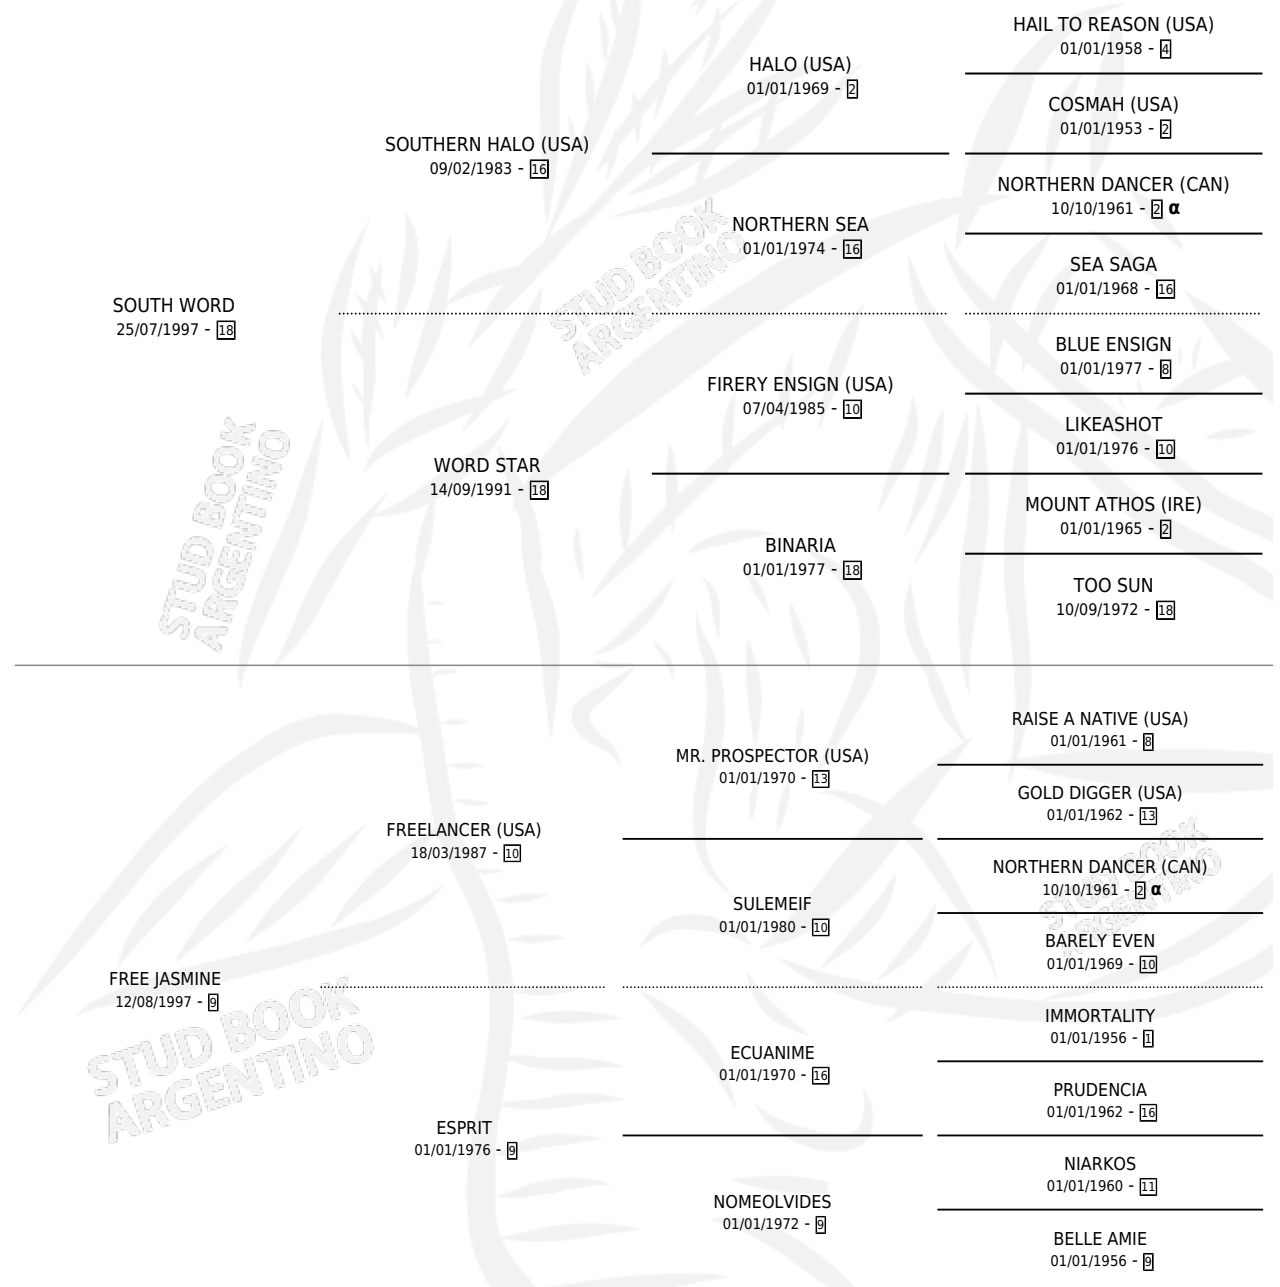 HAIL TO REASON (USA)
01/01/1958 - 4
HALO (USA)
01/01/1969 - 2
COSMAH (USA)
01/01/1953 - 2
SOUTHERN HALO (USA)
09/02/1983 - 16
NORTHERN DANCER (CAN)
10/10/1961 - 2 α
NORTHERN SEA
01/01/1974 - 16
SEA SAGA
01/01/1968 - 16
SOUTH WORD
25/07/1997 - 18
BLUE ENSIGN
01/01/1977 - 8
FIRERY ENSIGN (USA)
07/04/1985 - 10
LIKEASHOT
01/01/1976 - 10
WORD STAR
14/09/1991 - 18
MOUNT ATHOS (IRE)
01/01/1965 - 2
BINARIA
01/01/1977 - 18
TOO SUN
10/09/1972 - 18
RAISE A NATIVE (USA)
01/01/1961 - 8
MR. PROSPECTOR (USA)
01/01/1970 - 13
GOLD DIGGER (USA)
01/01/1962 - 13
FREELANCER (USA)
18/03/1987 - 10
NORTHERN DANCER (CAN)
10/10/1961 - 2 α
SULEMEIF
01/01/1980 - 10
BARELY EVEN
01/01/1969 - 10
FREE JASMINE
12/08/1997 - 9
IMMORTALITY
01/01/1956 - 1
ECUANIME
01/01/1970 - 16
PRUDENCIA
01/01/1962 - 16
ESPRIT
01/01/1976 - 9
NIARKOS
01/01/1960 - 11
NOMEOLVIDES
01/01/1972 - 9
BELLE AMIE
01/01/1956 - 9
STUD BOOK
ARGENTINO
STUD BOOK
ARGENTINO
STUD BOOK
ARGENTINO
STUD BOOK
ARGENTINO